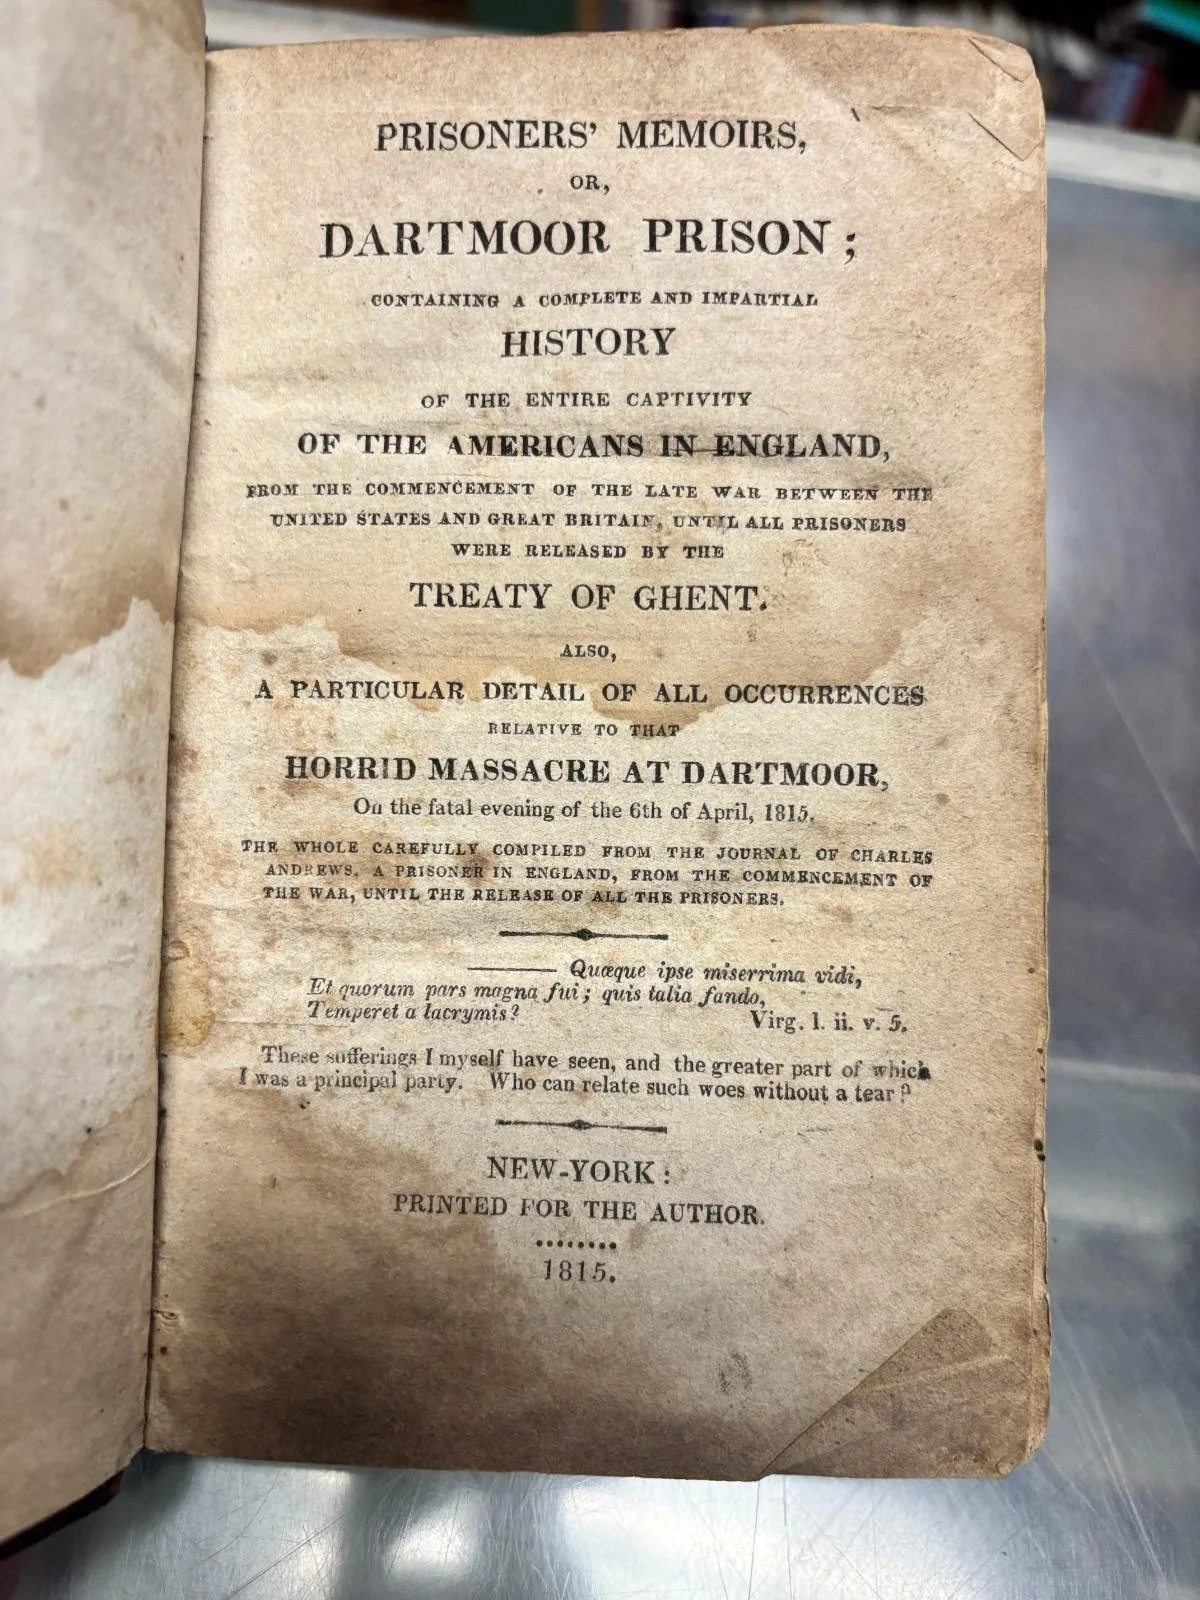 PRISONERS' MEMOIRS,
OR,
DARTMOOR PRISON;
CONTAINING A COMPLETE AND IMPARTIAL
HISTORY
OF THE ENTIRE CAPTIVITY
OF THE AMERICANS IN ENGLAND,
FROM THE COMMENCEMENT OF THE LATE WAR BETWEEN THE
UNITED STATES AND GREAT BRITAIN, UNTIL ALL PRISONERS
WERE RELEASED BY THE
TREATY OF GHENT.
ALSO,
A PARTICULAR DETAIL OF ALL OCCURRENCES
RELATIVE TO THAT
HORRID MASSACRE AT DARTMOOR,
On the fatal evening of the 6th of April, 1815.
THE WHOLE CAREFULLY COMPILED FROM THE JOURNAL OF CHARLES
ANDREWS, A PRISONER IN ENGLAND, FROM THE COMMENCEMENT OF
THE WAR, UNTIL THE RELEASE OF ALL THE PRISONERS.
——— Quæque ipse miserrima vidi,
Et quorum pars magna fui; quis talia fando,
Temperet a lacrymis?
Virg. l. ii. v. 5.
These sufferings I myself have seen, and the greater part of which
I was a principal party. Who can relate such woes without a tear?
NEW-YORK:
PRINTED FOR THE AUTHOR.
........
1815.